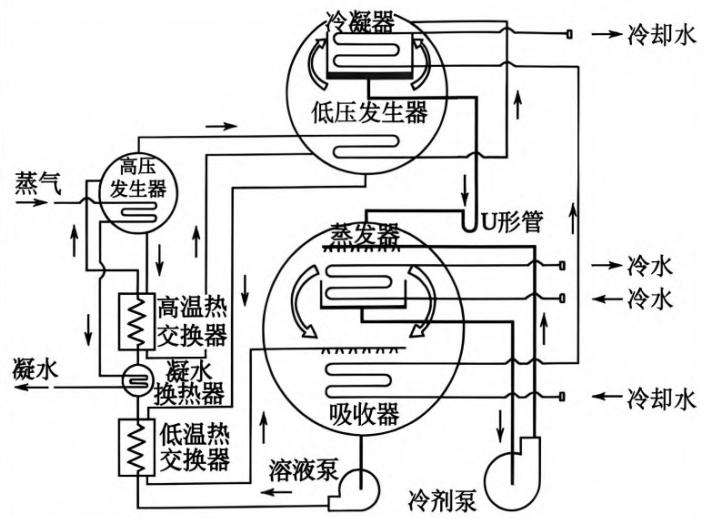 冷凝器
冷却水
低压发生器
高压
发生器
蒸气
U形管
蒸发器
冷水
冷水
高温热
交换器
凝水
凝水
换热器
冷却水
吸收器
低温热
交换器
溶液泵
冷剂泵